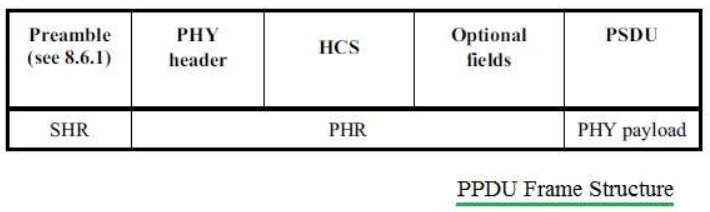 Preamble
(see 8.6.1)
PHY
header
HCS
Optional
fields
PSDU
SHR
PHR
PHY payload
PPDU Frame Structure